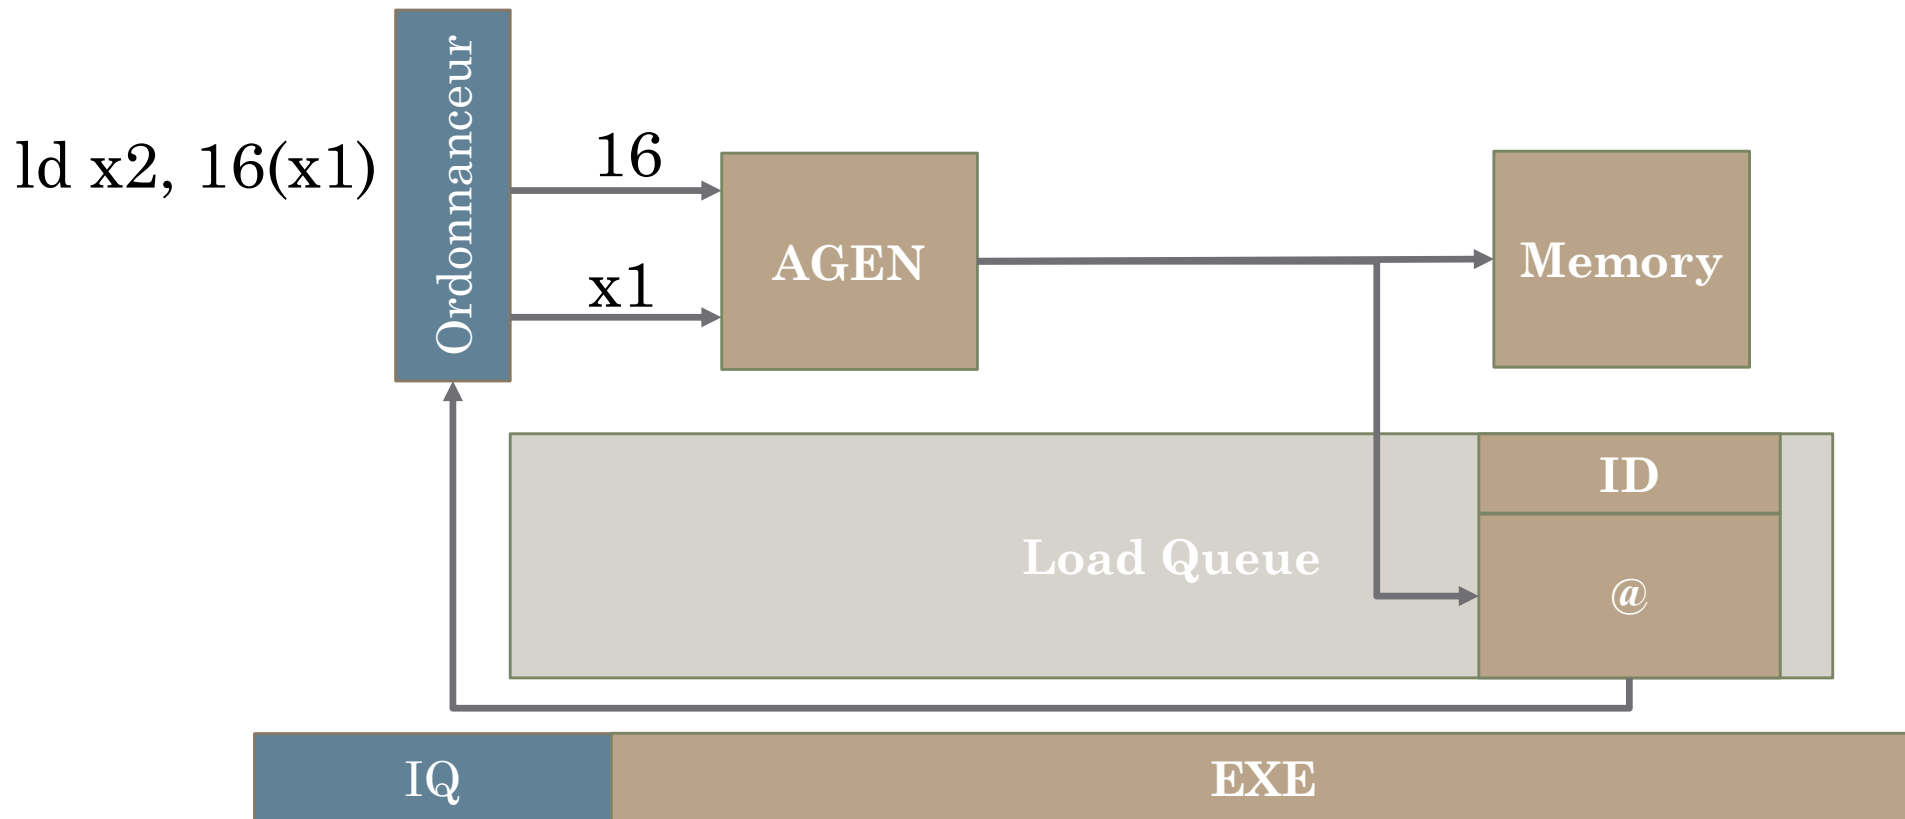 ld x2, 16(x1)
Ordonnanceur
16
x1
AGEN
Memory
ID
Load Queue
@
IQ
EXE